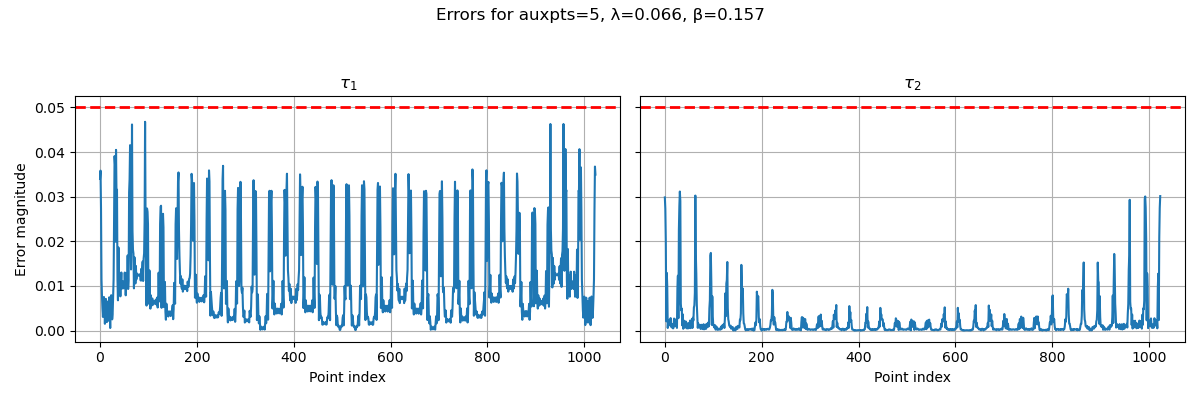 Errors for auxpts=5, λ=0.066, β=0.157
τ₁
τ₂
Error magnitude
0.05
0.04
0.03
0.02
0.01
0.00
0 200 400 600 800 1000
0 200 400 600 800 1000
Point index
Point index